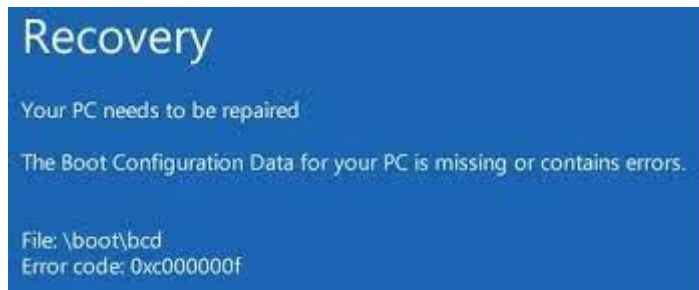 Recovery
Your PC needs to be repaired
The Boot Configuration Data for your PC is missing or contains errors.
File: \boot\bcd
Error code: 0xc000000f